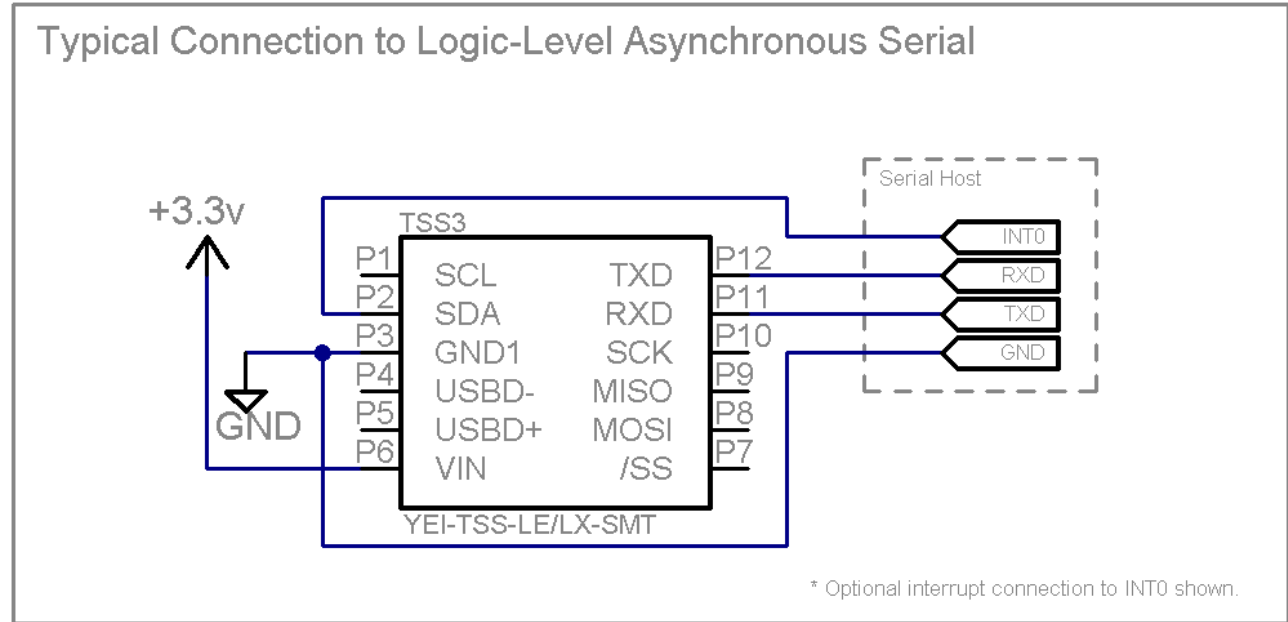 Typical Connection to Logic-Level Asynchronous Serial
Serial Host
+3.3v
TSS3
INT0
P1
SCL
TXD
P12
RXD
P2
SDA
RXD
P11
TXD
P3
GND1
SCK
P10
GND
P4
USBD-
MISO
P9
GND
P5
USBD+
MOSI
P8
P6
VIN
/SS
P7
YEI-TSS-LE/LX-SMT
* Optional interrupt connection to INT0 shown.